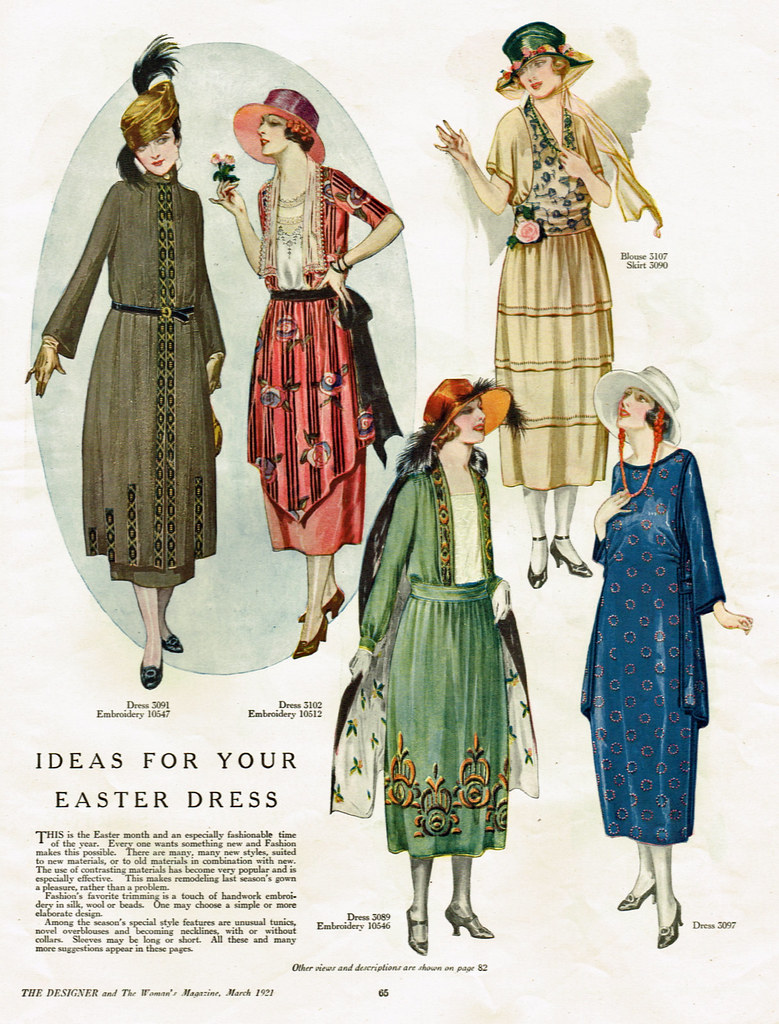 Blouse 3107
Skirt 3090
Dress 3091
Embroidery 10547
Dress 3102
Embroidery 10512
IDEAS FOR YOUR
EASTER DRESS
THIS is the Easter month and an especially fashionable time
of the year. Every one wants something new and Fashion
makes this possible. There are many, many new styles, suited
to new materials, or to old materials in combination with new.
The use of contrasting materials has become very popular and is
especially effective. This makes remodeling last season's gown
a pleasure, rather than a problem.
Fashion's favorite trimming is a touch of handwork embroi-
dery in silk, wool or beads. One may choose a simple or more
elaborate design.
Among the season's special style features are unusual tunics,
novel overblouses and becoming necklines, with or without
collars. Sleeves may be long or short. All these and many
more suggestions appear in these pages.
Dress 3089
Embroidery 10546
Dress 3097
Other views and descriptions are shown on page 82
THE DESIGNER and The Woman's Magazine, March 1921
65